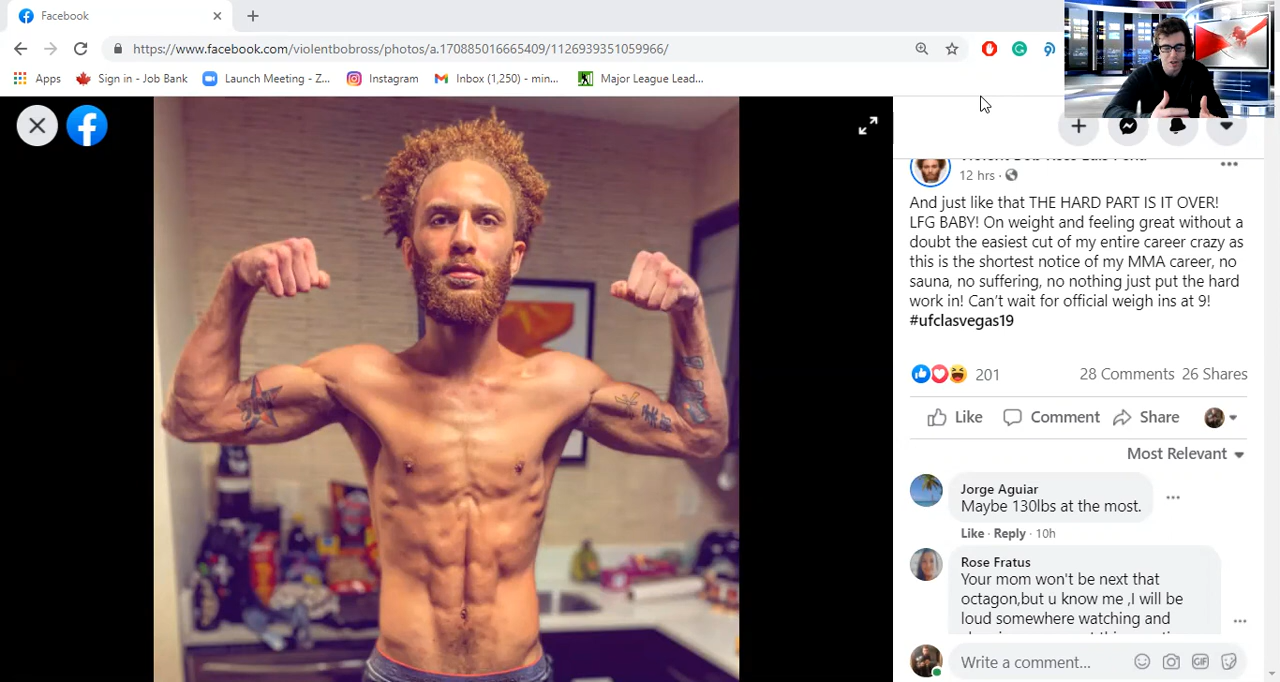 Facebook
https://www.facebook.com/violentbobross/photos/a.170885016665409/1126939351059966/
Apps
Sign in - Job Bank
Launch Meeting - Z...
Instagram
Inbox (1,250) - min...
Major League Lead...
12 hrs ·
And just like that THE HARD PART IS IT OVER!
LFG BABY! On weight and feeling great without a
doubt the easiest cut of my entire career crazy as
this is the shortest notice of my MMA career, no
sauna, no suffering, no nothing just put the hard
work in! Can't wait for official weigh ins at 9!
#ufclasvegas19
201
28 Comments 26 Shares
Like
Comment
Share
Most Relevant
Jorge Aguiar
Maybe 130lbs at the most.
Like · Reply · 10h
Rose Fratus
Your mom won't be next that
octagon,but u know me ,I will be
loud somewhere watching and
Write a comment...
GIF